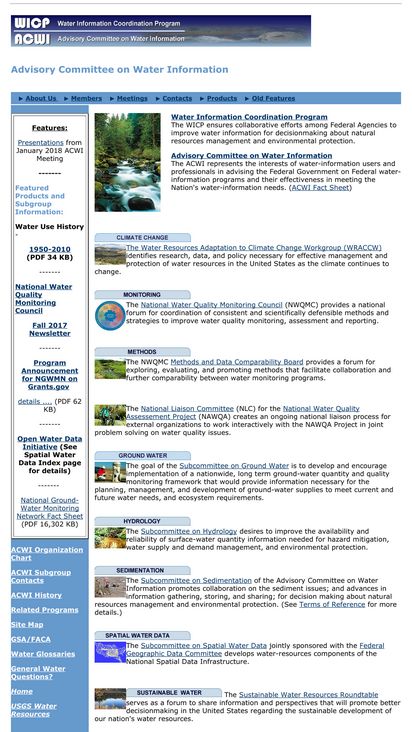 WICP Water Information Coordination Program
ACWI Advisory Committee on Water Information
Advisory Committee on Water Information
► About Us ► Members ► Meetings ► Contacts ► Products ► Old Features
Features:
Presentations from
January 2018 ACWI
Meeting
-------
Featured
Products and
Subgroup
Information:
Water Use History
-
1950-2010
(PDF 34 KB)
-------
National Water
Quality
Monitoring
Council
Fall 2017
Newsletter
-------
Program
Announcement
for NGWMN on
Grants.gov
details .... (PDF 62
KB)
-------
Open Water Data
Initiative (See
Spatial Water
Data Index page
for details)
-------
National Ground-
Water Monitoring
Network Fact Sheet
(PDF 16,302 KB)
ACWI Organization
Chart
ACWI Subgroup
Contacts
ACWI History
Related Programs
Site Map
GSA/FACA
Water Glossaries
General Water
Questions?
Home
USGS Water
Resources
Water Information Coordination Program
The WICP ensures collaborative efforts among Federal Agencies to
improve water information for decisionmaking about natural
resources management and environmental protection.
Advisory Committee on Water Information
The ACWI represents the interests of water-information users and
professionals in advising the Federal Government on Federal water-
information programs and their effectiveness in meeting the
Nation's water-information needs. (ACWI Fact Sheet)
CLIMATE CHANGE
The Water Resources Adaptation to Climate Change Workgroup (WRACCW)
identifies research, data, and policy necessary for effective management and
protection of water resources in the United States as the climate continues to
change.
MONITORING
The National Water Quality Monitoring Council (NWQMC) provides a national
forum for coordination of consistent and scientifically defensible methods and
strategies to improve water quality monitoring, assessment and reporting.
METHODS
The NWQMC Methods and Data Comparability Board provides a forum for
exploring, evaluating, and promoting methods that facilitate collaboration and
further comparability between water monitoring programs.
The National Liaison Committee (NLC) for the National Water Quality
Assessement Project (NAWQA) creates an ongoing national liaison process for
external organizations to work interactively with the NAWQA Project in joint
problem solving on water quality issues.
GROUND WATER
The goal of the Subcommittee on Ground Water is to develop and encourage
implementation of a nationwide, long term ground-water quantity and quality
monitoring framework that would provide information necessary for the
planning, management, and development of ground-water supplies to meet current and
future water needs, and ecosystem requirements.
HYDROLOGY
The Subcommittee on Hydrology desires to improve the availability and
reliability of surface-water quantity information needed for hazard mitigation,
water supply and demand management, and environmental protection.
SEDIMENTATION
The Subcommittee on Sedimentation of the Advisory Committee on Water
Information promotes collaboration on the sediment issues; and advances in
information gathering, storing, and sharing; for decision making about natural
resources management and environmental protection. (See Terms of Reference for more
details.)
SPATIAL WATER DATA
The Subcommittee on Spatial Water Data jointly sponsored with the Federal
Geographic Data Committee develops water-resources components of the
National Spatial Data Infrastructure.
SUSTAINABLE WATER
The Sustainable Water Resources Roundtable
serves as a forum to share information and perspectives that will promote better
decisionmaking in the United States regarding the sustainable development of
our nation's water resources.